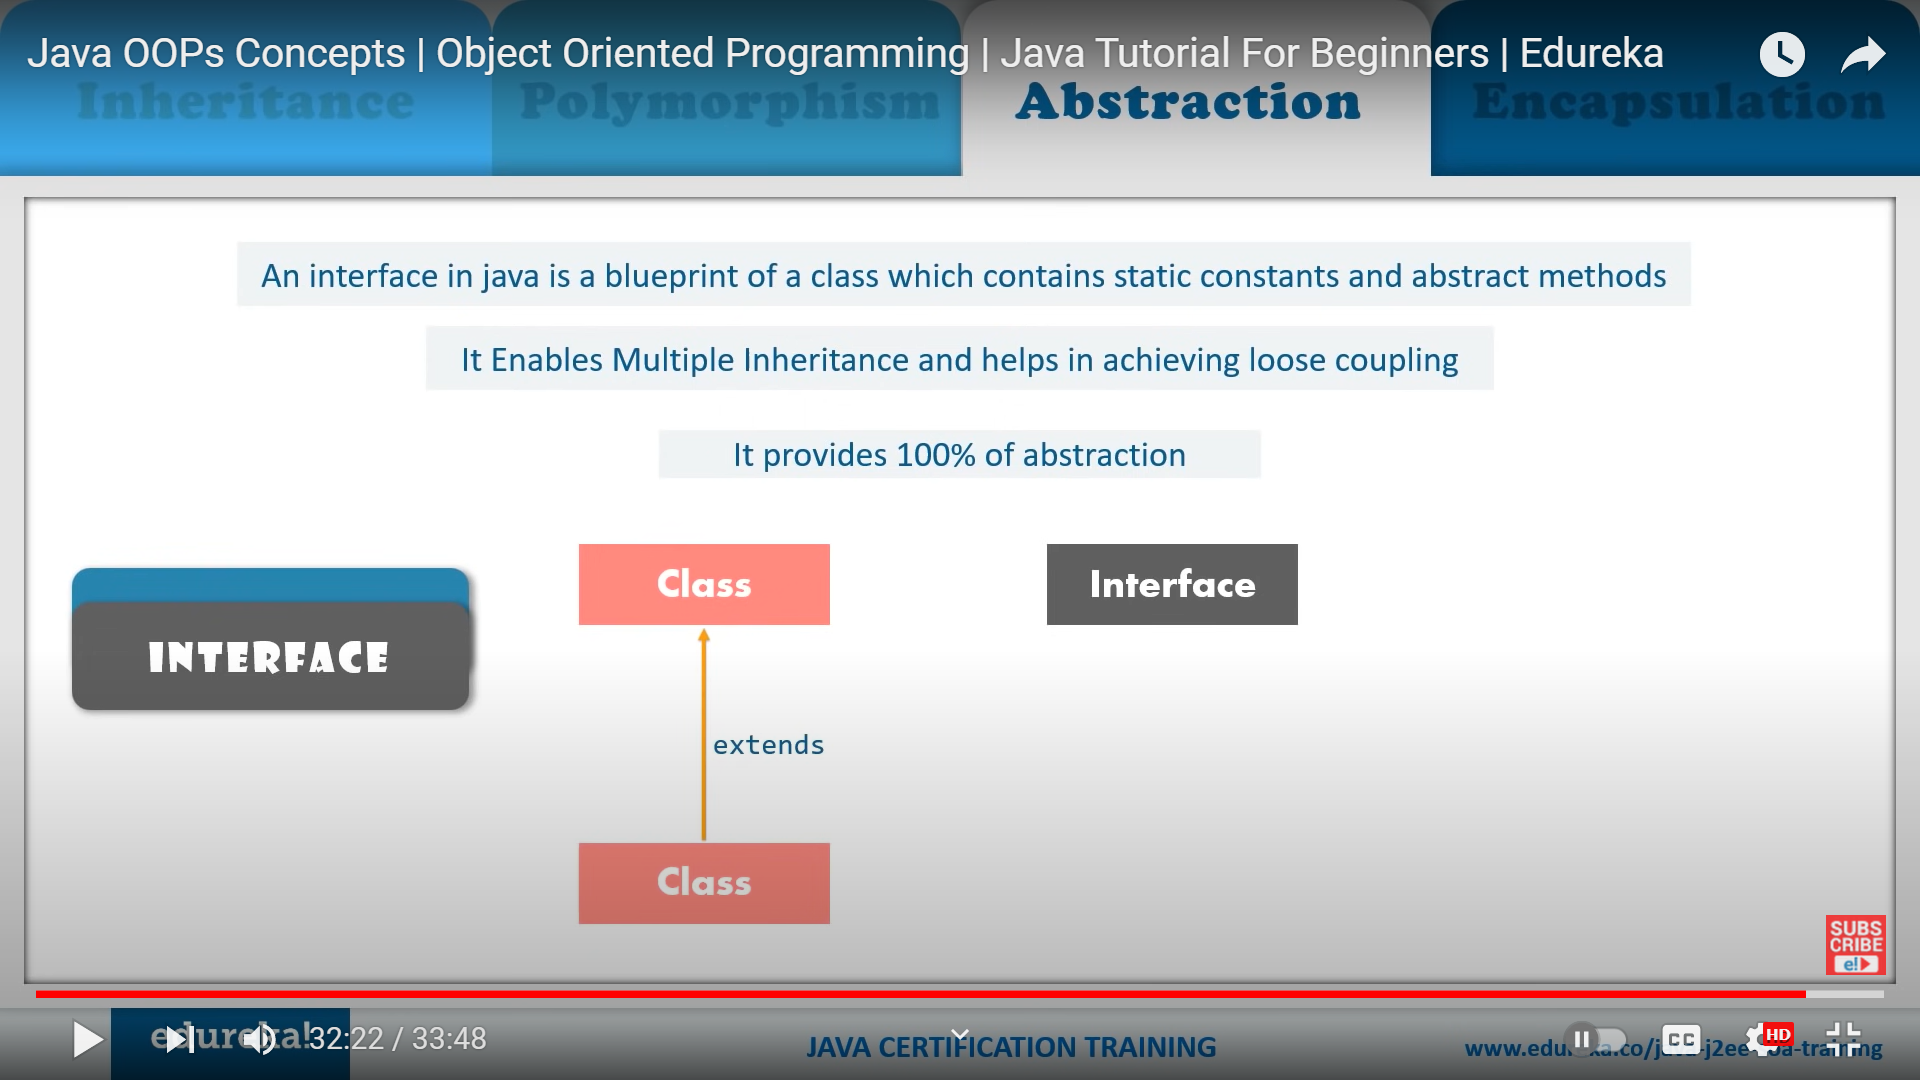 Java OOPs Concepts | Object Oriented Programming | Java Tutorial For Beginners | Edureka
Inheritance
Polymorphism
Abstraction
Encapsulation
An interface in java is a blueprint of a class which contains static constants and abstract methods
It Enables Multiple Inheritance and helps in achieving loose coupling
It provides 100% of abstraction
Class
Interface
INTERFACE
extends
Class
SUBS
CRIBE
e!
edureka!
32:22 / 33:48
JAVA CERTIFICATION TRAINING
CC
HD